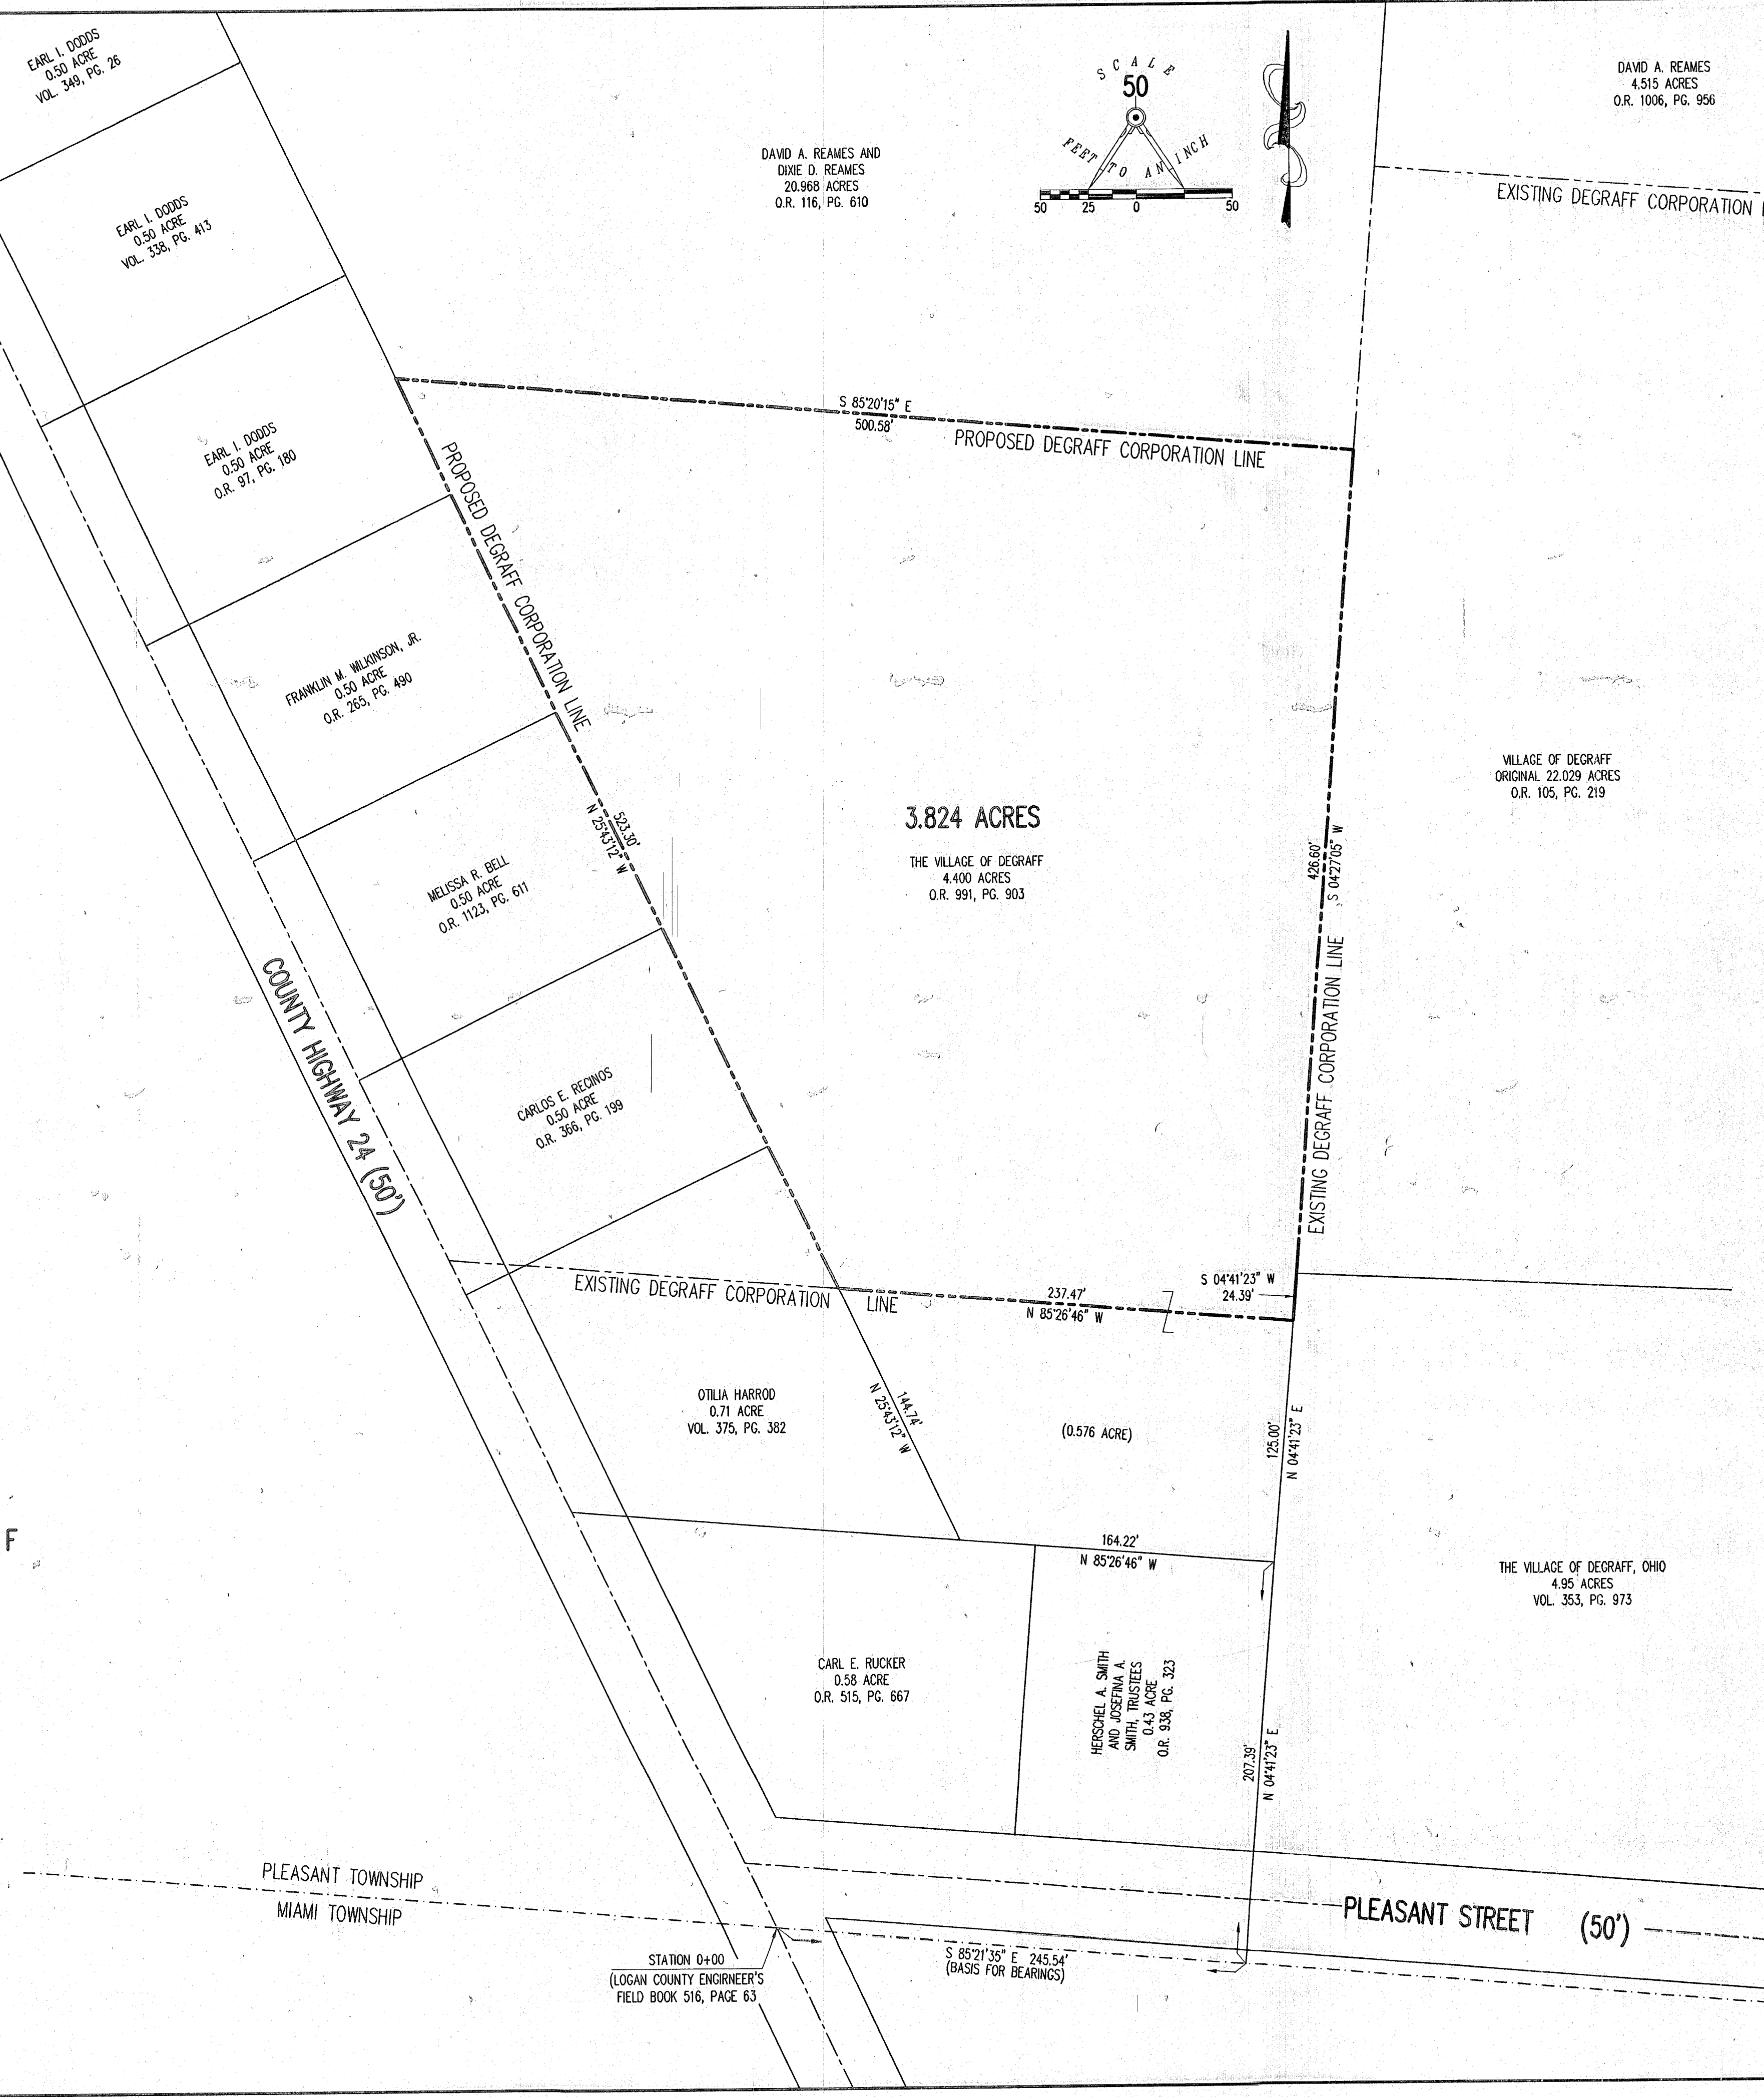 EARL I. DODDS
0.50 ACRE
VOL. 349, PG. 26
DAVID A. REAMES
4.515 ACRES
O.R. 1006, PG. 956
SCALE
50
FEET TO AN INCH
50 25 0 50
DAVID A. REAMES AND
DIXIE D. REAMES
20.968 ACRES
O.R. 116, PG. 610
EXISTING DEGRAFF CORPORATION
EARL I. DODDS
0.50 ACRE
VOL. 338, PG. 413
S 85°20'15" E
500.58'
PROPOSED DEGRAFF CORPORATION LINE
EARL I. DODDS
0.50 ACRE
O.R. 97, PG. 180
PROPOSED DEGRAFF CORPORATION LINE
FRANKLIN M. WILKINSON, JR.
0.50 ACRE
O.R. 265, PG. 490
523.30'
N 25°43'12" W
3.824 ACRES
THE VILLAGE OF DEGRAFF
4.400 ACRES
O.R. 991, PG. 903
426.60'
S 04°27'05" W
VILLAGE OF DEGRAFF
ORIGINAL 22.029 ACRES
O.R. 105, PG. 219
MELISSA R. BELL
0.50 ACRE
O.R. 1123, PG. 611
EXISTING DEGRAFF CORPORATION LINE
COUNTY HIGHWAY 24 (50')
CARLOS E. RECINOS
0.50 ACRE
O.R. 366, PG. 199
EXISTING DEGRAFF CORPORATION LINE
237.47'
N 85°26'46" W
S 04°41'23" W
24.39'
OTILIA HARROD
0.71 ACRE
VOL. 375, PG. 382
144.74'
N 25°43'12" W
(0.576 ACRE)
125.00'
N 04°41'23" E
F
164.22'
N 85°26'46" W
THE VILLAGE OF DEGRAFF, OHIO
4.95 ACRES
VOL. 353, PG. 973
CARL E. RUCKER
0.58 ACRE
O.R. 515, PG. 667
HERSCHEL A. SMITH
AND JOSEFINA A.
SMITH, TRUSTEES
0.43 ACRE
O.R. 938, PG. 323
207.39'
N 04°41'23" E
PLEASANT TOWNSHIP
MIAMI TOWNSHIP
PLEASANT STREET (50')
STATION 0+00
(LOGAN COUNTY ENGIRNEER'S
FIELD BOOK 516, PAGE 63
S 85°21'35" E 245.54'
(BASIS FOR BEARINGS)